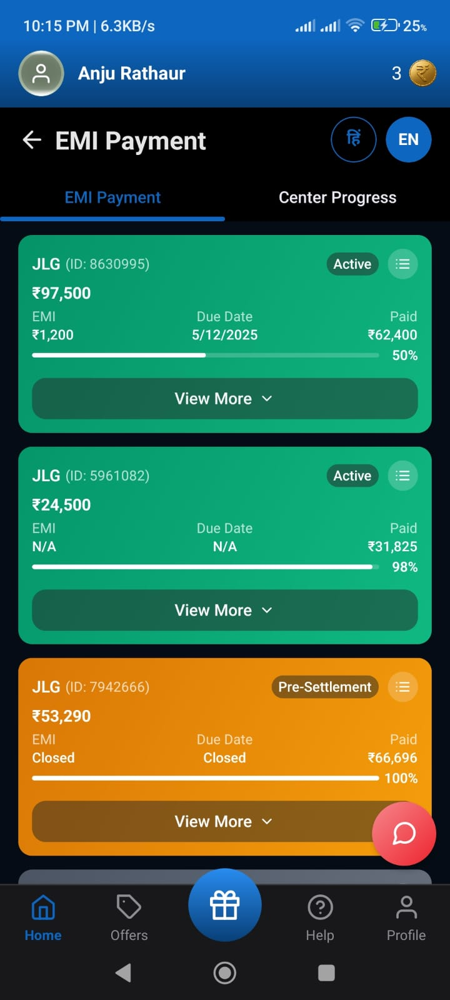 10:15 PM | 6.3KB/s 25%
Anju Rathaur 3
EMI Payment हिं EN
EMI Payment Center Progress
JLG (ID: 8630995) Active
₹97,500
EMI Due Date Paid
₹1,200 5/12/2025 ₹62,400
50%
View More
JLG (ID: 5961082) Active
₹24,500
EMI Due Date Paid
N/A N/A ₹31,825
98%
View More
JLG (ID: 7942666) Pre-Settlement
₹53,290
EMI Due Date Paid
Closed Closed ₹66,696
100%
View More
Home Offers Help Profile